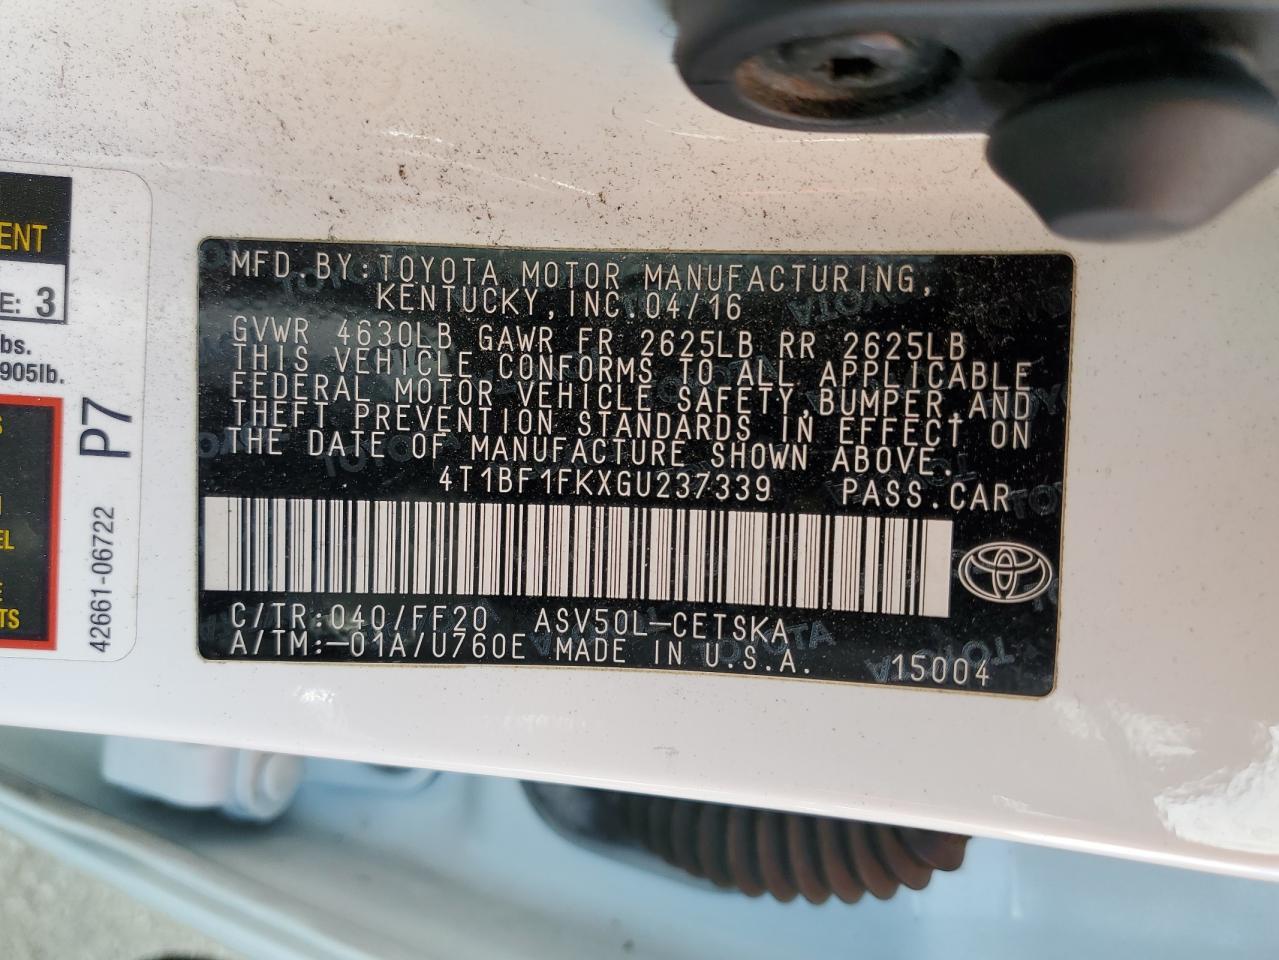 ENT
E: 3
bs.
905lb.
S
EL
E
TS
P7
42661-06722
MFD.BY:TOYOTA MOTOR MANUFACTURING,
KENTUCKY,INC.04/16
GVWR 4630LB GAWR FR 2625LB RR 2625LB
THIS VEHICLE CONFORMS TO ALL APPLICABLE
FEDERAL MOTOR VEHICLE SAFETY,BUMPER,AND
THEFT PREVENTION STANDARDS IN EFFECT ON
THE DATE OF MANUFACTURE SHOWN ABOVE.
4T1BF1FKXGU237339 PASS.CAR
C/TR:040/FF20 ASV50L-CETSKA
A/TM:-01A/U760E MADE IN U.S.A. 15004
TOYOTA